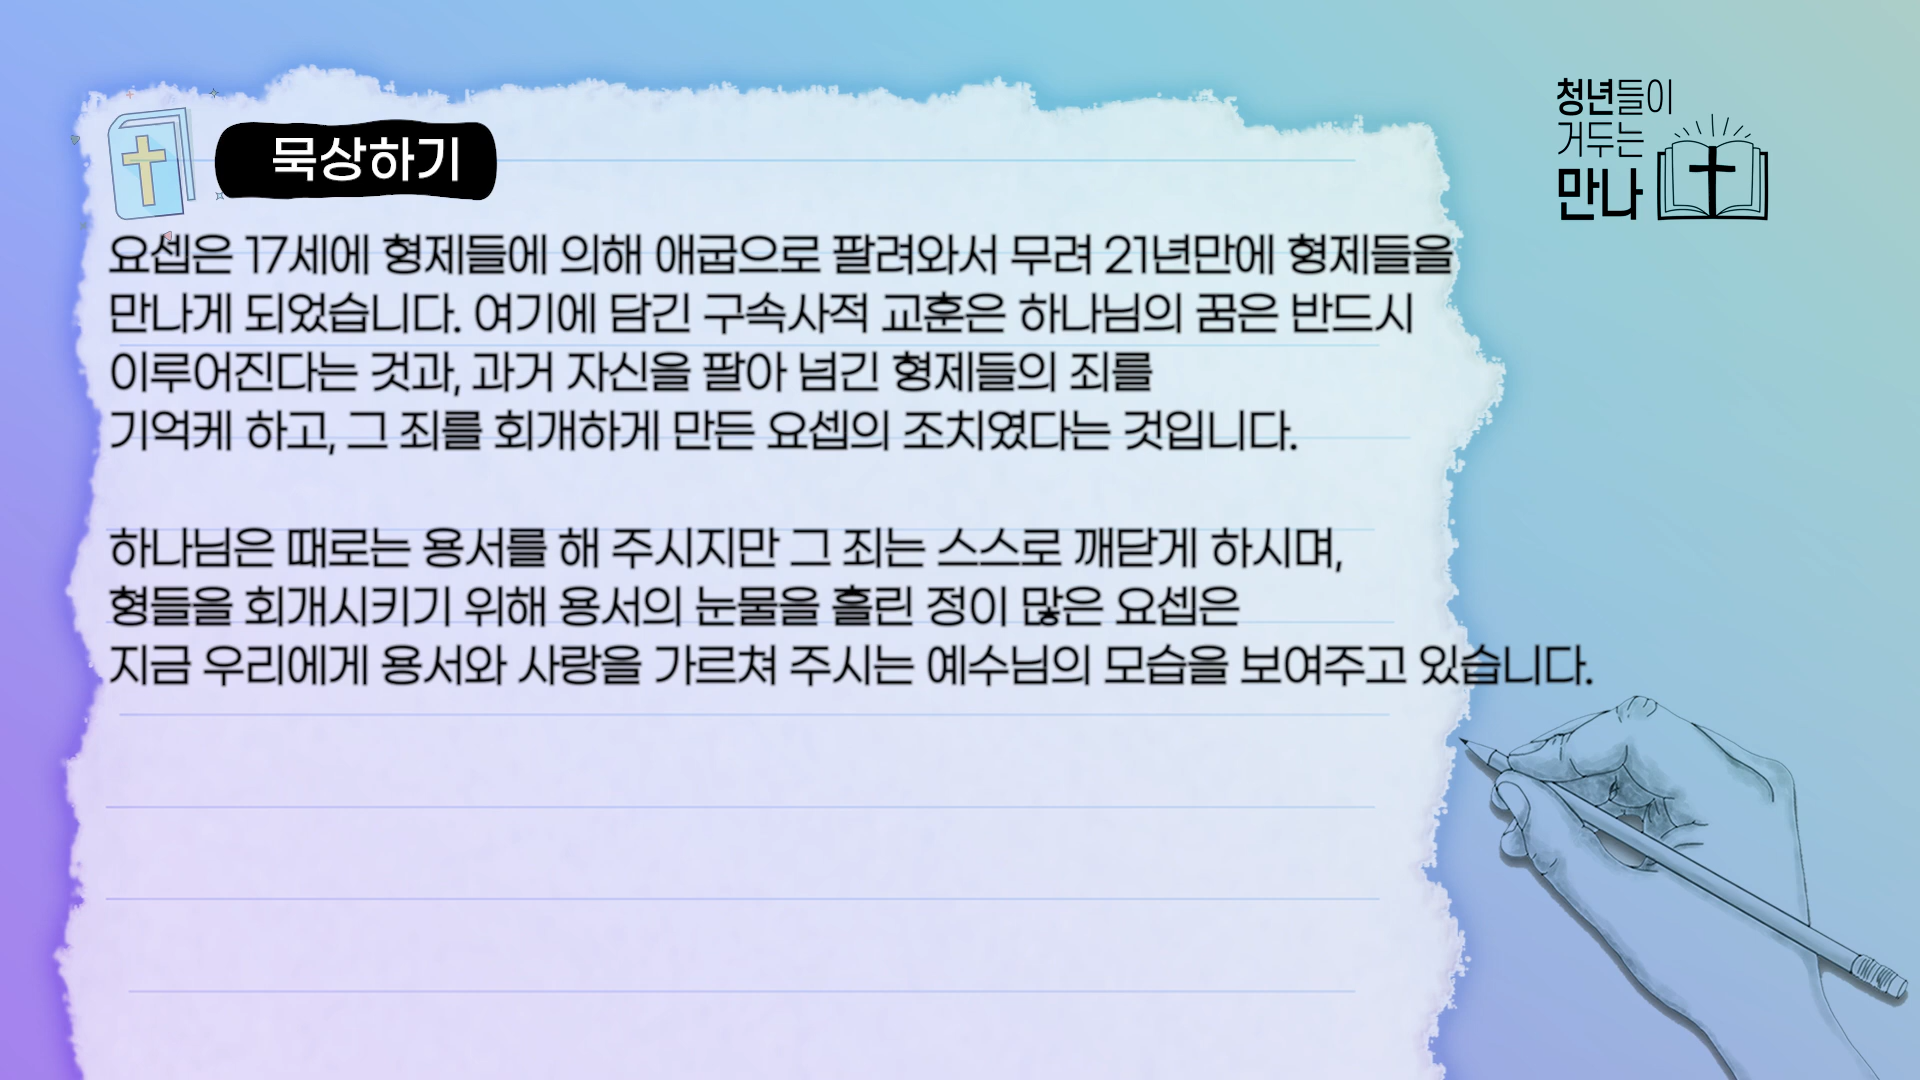 묵상하기
청년들이
거두는
만나
요셉은 17세에 형제들에 의해 애굽으로 팔려와서 무려 21년만에 형제들을
만나게 되었습니다. 여기에 담긴 구속사적 교훈은 하나님의 꿈은 반드시
이루어진다는 것과, 과거 자신을 팔아 넘긴 형제들의 죄를
기억케 하고, 그 죄를 회개하게 만든 요셉의 조치였다는 것입니다.
하나님은 때로는 용서를 해 주시지만 그 죄는 스스로 깨닫게 하시며,
형들을 회개시키기 위해 용서의 눈물을 흘린 정이 많은 요셉은
지금 우리에게 용서와 사랑을 가르쳐 주시는 예수님의 모습을 보여주고 있습니다.